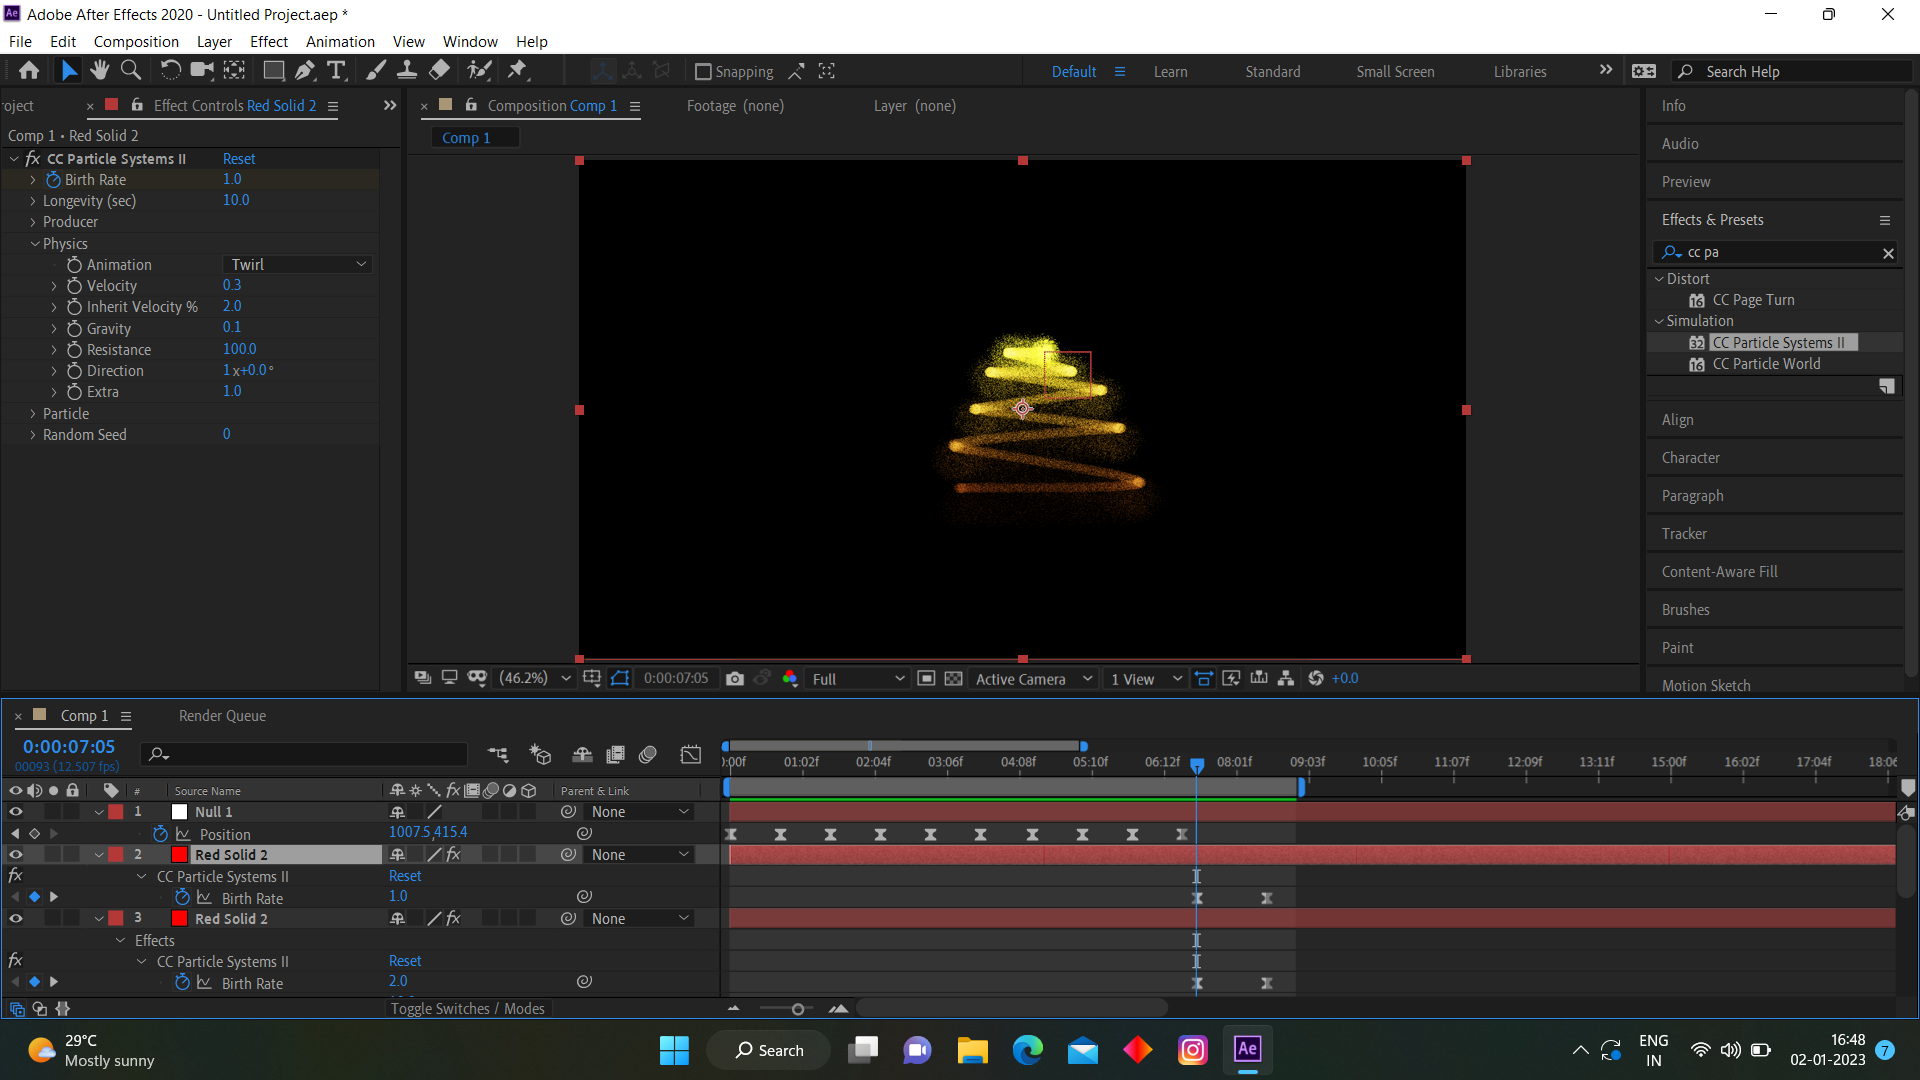 Ae Adobe After Effects 2020 - Untitled Project.aep *
File Edit Composition Layer Effect Animation View Window Help
Snapping
Default Learn Standard Small Screen Libraries
Search Help
oject
Effect Controls Red Solid 2
Comp 1 • Red Solid 2
fx CC Particle Systems II Reset
Birth Rate 1.0
Longevity (sec) 10.0
Producer
Physics
Animation Twirl
Velocity 0.3
Inherit Velocity % 2.0
Gravity 0.1
Resistance 100.0
Direction 1x+0.0°
Extra 1.0
Particle
Random Seed 0
Composition Comp 1
Footage (none)
Layer (none)
Comp 1
(46.2%)
0:00:07:05
Full
Active Camera
1 View
+0.0
Info
Audio
Preview
Effects & Presets
cc pa
Distort
16 CC Page Turn
Simulation
32 CC Particle Systems II
16 CC Particle World
Align
Character
Paragraph
Tracker
Content-Aware Fill
Brushes
Paint
Motion Sketch
Comp 1
Render Queue
0:00:07:05
00093 (12.507 fps)
):00f 01:02f 02:04f 03:06f 04:08f 05:10f 06:12f 08:01f 09:03f 10:05f 11:07f 12:09f 13:11f 15:00f 16:02f 17:04f 18:06
# Source Name fx Parent & Link
1 Null 1 None
Position 1007.5,415.4
2 Red Solid 2 fx None
fx CC Particle Systems II Reset
Birth Rate 1.0
3 Red Solid 2 fx None
Effects
fx CC Particle Systems II Reset
Birth Rate 2.0
Toggle Switches / Modes
29°C
Mostly sunny
Search
Ae
ENG
IN
16:48
02-01-2023
7